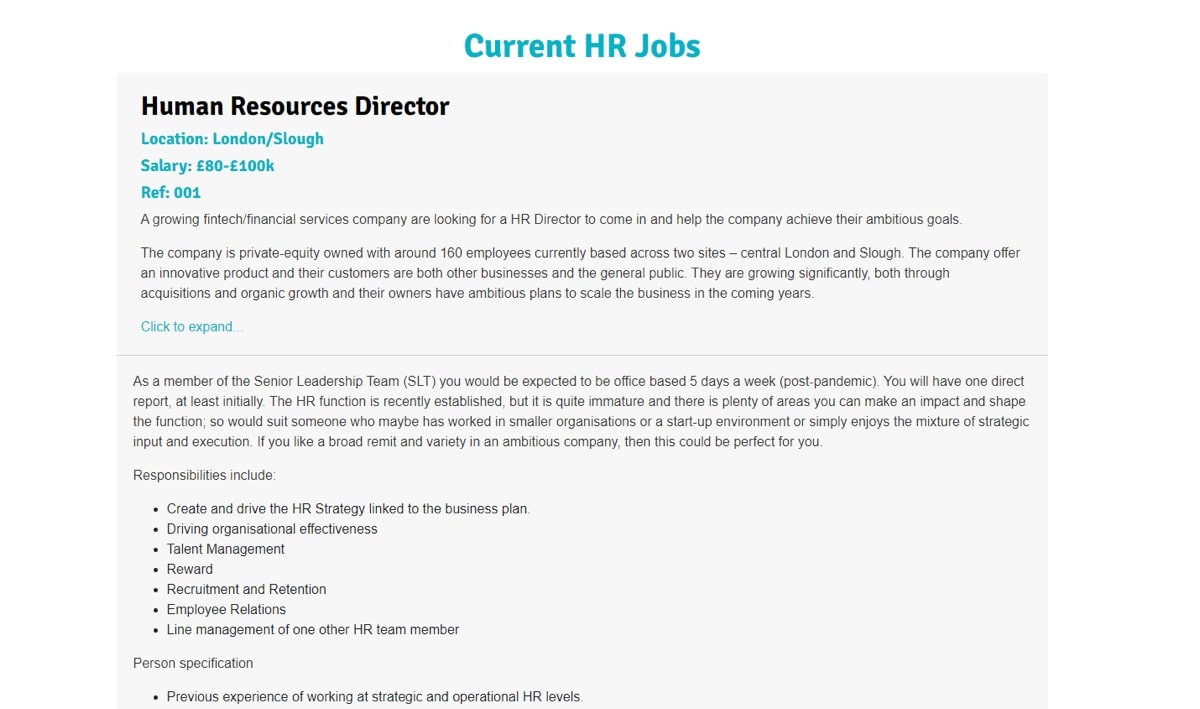 Current HR Jobs
Human Resources Director
Location: London/Slough
Salary: £80-£100k
Ref: 001
A growing fintech/financial services company are looking for a HR Director to come in and help the company achieve their ambitious goals.
The company is private-equity owned with around 160 employees currently based across two sites – central London and Slough. The company offer
an innovative product and their customers are both other businesses and the general public. They are growing significantly, both through
acquisitions and organic growth and their owners have ambitious plans to scale the business in the coming years.
Click to expand...
As a member of the Senior Leadership Team (SLT) you would be expected to be office based 5 days a week (post-pandemic). You will have one direct
report, at least initially. The HR function is recently established, but it is quite immature and there is plenty of areas you can make an impact and shape
the function; so would suit someone who maybe has worked in smaller organisations or a start-up environment or simply enjoys the mixture of strategic
input and execution. If you like a broad remit and variety in an ambitious company, then this could be perfect for you.
Responsibilities include:
• Create and drive the HR Strategy linked to the business plan.
• Driving organisational effectiveness
• Talent Management
• Reward
• Recruitment and Retention
• Employee Relations
• Line management of one other HR team member
Person specification
• Previous experience of working at strategic and operational HR levels.